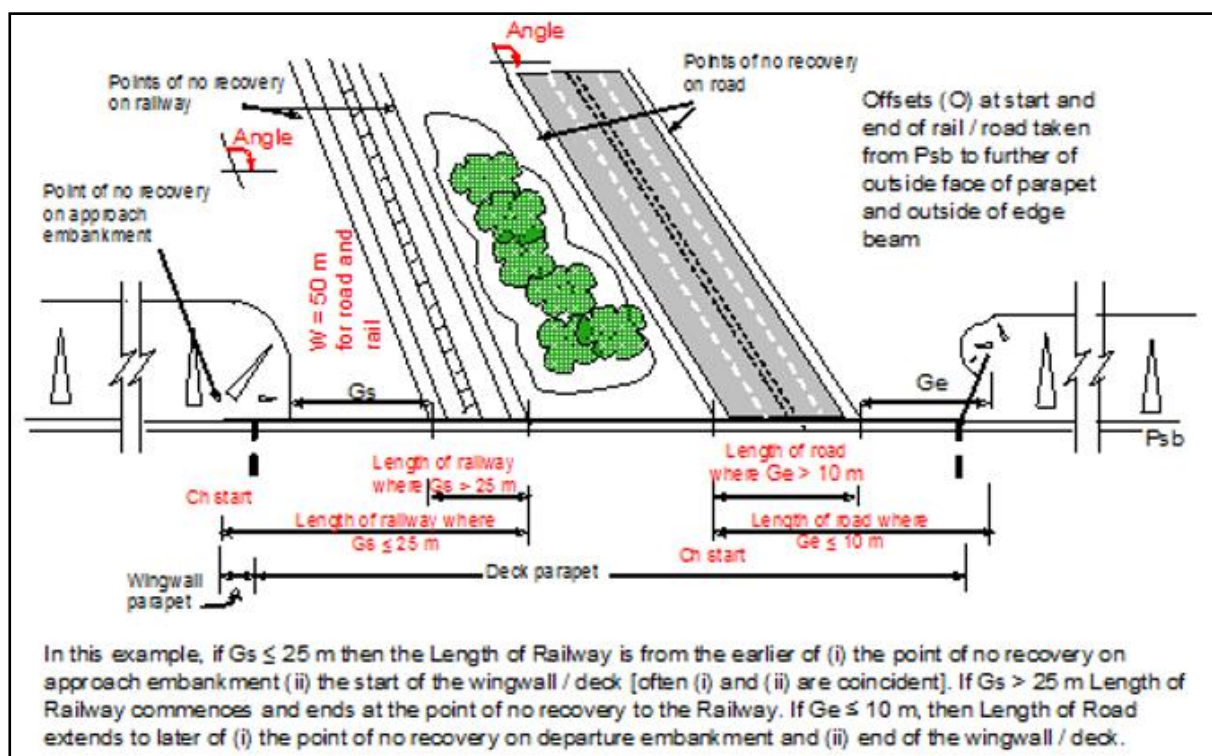 Angle
Angle
Points of no recovery
on railway
Points of no recovery
on road
Offsets (O) at start and
end of rail / road taken
from Psb to further of
outside face of parapet
and outside of edge
beam
Angle
Point of no recovery
on approach
embankment
W = 50 m
for road and
rail
Gs
Ge
Psb
Length of railway
where Gs > 25 m
Length of road
where Ge > 10 m
Ch start
Length of railway where
Gs ≤ 25 m
Length of road where
Ge ≤ 10 m
Ch start
Deck parapet
Wingwall
parapet
In this example, if Gs ≤ 25 m then the Length of Railway is from the earlier of (i) the point of no recovery on
approach embankment (ii) the start of the wingwall / deck [often (i) and (ii) are coincident]. If Gs > 25 m Length of
Railway commences and ends at the point of no recovery to the Railway. If Ge ≤ 10 m, then Length of Road
extends to later of (i) the point of no recovery on departure embankment and (ii) end of the wingwall / deck.